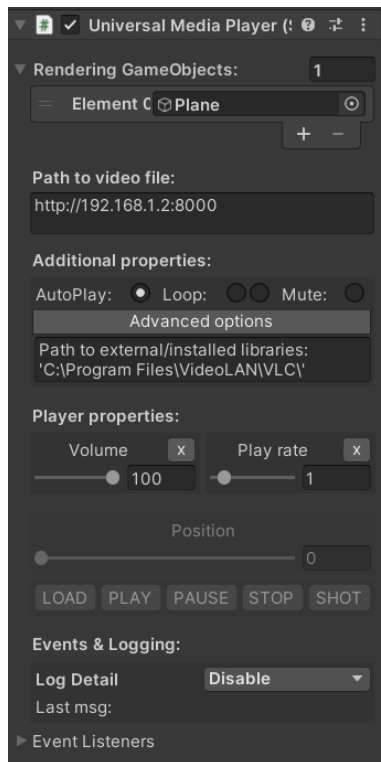 # Universal Media Player (S
Rendering GameObjects: 1
Element 0 Plane
+ −
Path to video file:
http://192.168.1.2:8000
Additional properties:
AutoPlay: Loop: Mute:
Advanced options
Path to external/installed libraries:
'C:\Program Files\VideoLAN\VLC\'
Player properties:
Volume x Play rate x
100 1
Position
0
LOAD PLAY PAUSE STOP SHOT
Events & Logging:
Log Detail Disable
Last msg:
Event Listeners